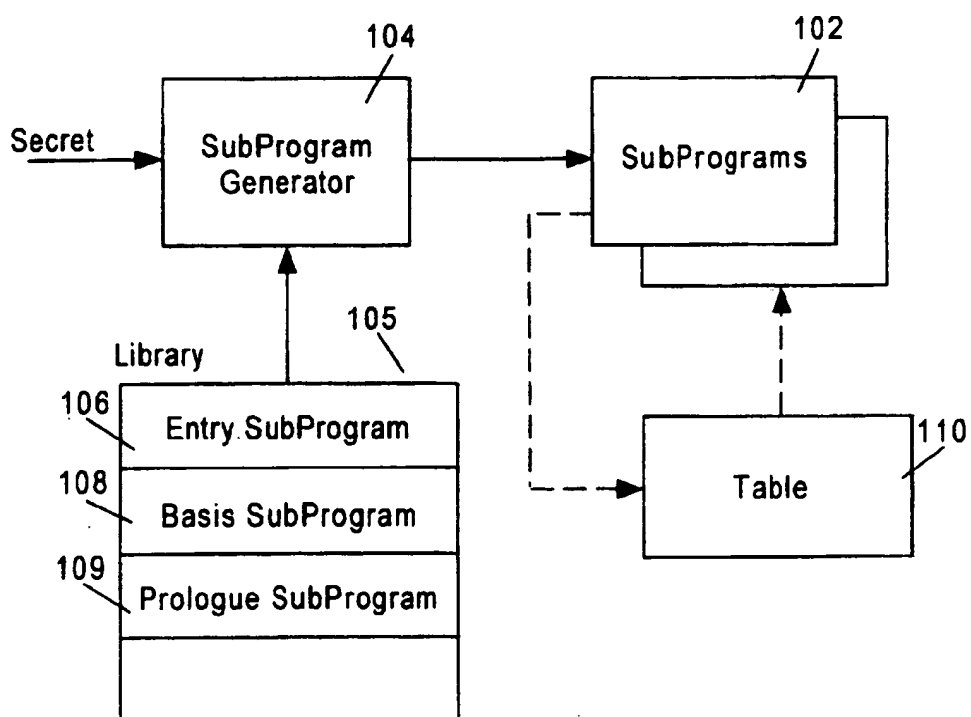 104
102
Secret
SubProgram
Generator
SubPrograms
105
Library
106
Entry SubProgram
110
108
Table
Basis SubProgram
109
Prologue SubProgram